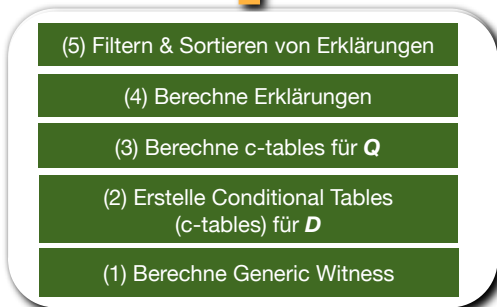 (5) Filtern & Sortieren von Erklärungen
(4) Berechne Erklärungen
(3) Berechne c-tables für Q
(2) Erstelle Conditional Tables
(c-tables) für D
(1) Berechne Generic Witness